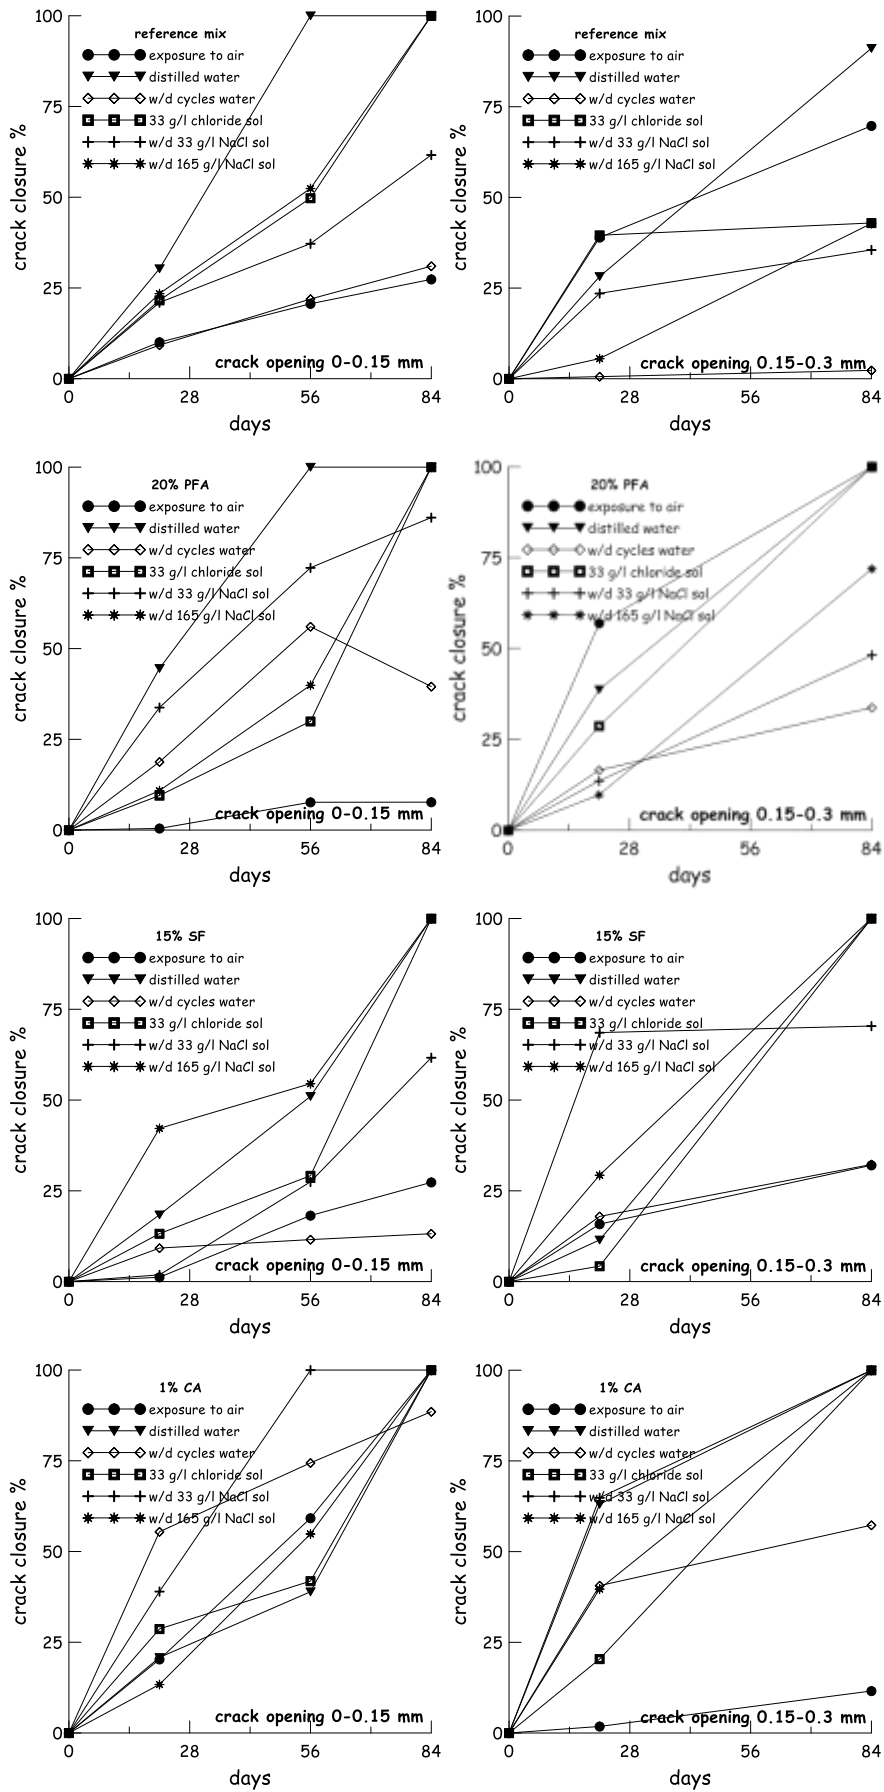 reference mix
exposure to air
distilled water
w/d cycles water
33 g/l chloride sol
w/d 33 g/l NaCl sol
w/d 165 g/l NaCl sol
100
75
50
25
0
crack closure %
crack opening 0-0.15 mm
0 28 56 84
days
reference mix
exposure to air
distilled water
w/d cycles water
33 g/l chloride sol
w/d 33 g/l NaCl sol
w/d 165 g/l NaCl sol
100
75
50
25
0
crack closure %
crack opening 0.15-0.3 mm
0 28 56 84
days
20% PFA
exposure to air
distilled water
w/d cycles water
33 g/l chloride sol
w/d 33 g/l NaCl sol
w/d 165 g/l NaCl sol
100
75
50
25
0
crack closure %
crack opening 0-0.15 mm
0 28 56 84
days
20% PFA
exposure to air
distilled water
w/d cycles water
33 g/l chloride sol
w/d 33 g/l NaCl sol
w/d 165 g/l NaCl sol
100
75
50
25
0
crack closure %
crack opening 0.15-0.3 mm
0 28 56 84
days
15% SF
exposure to air
distilled water
w/d cycles water
33 g/l chloride sol
w/d 33 g/l NaCl sol
w/d 165 g/l NaCl sol
100
75
50
25
0
crack closure %
crack opening 0-0.15 mm
0 28 56 84
days
15% SF
exposure to air
distilled water
w/d cycles water
33 g/l chloride sol
w/d 33 g/l NaCl sol
w/d 165 g/l NaCl sol
100
75
50
25
0
crack closure %
crack opening 0.15-0.3 mm
0 28 56 84
days
1% CA
exposure to air
distilled water
w/d cycles water
33 g/l chloride sol
w/d 33 g/l NaCl sol
w/d 165 g/l NaCl sol
100
75
50
25
0
crack closure %
crack opening 0-0.15 mm
0 28 56 84
days
1% CA
exposure to air
distilled water
w/d cycles water
33 g/l chloride sol
w/d 33 g/l NaCl sol
w/d 165 g/l NaCl sol
100
75
50
25
0
crack closure %
crack opening 0.15-0.3 mm
0 28 56 84
days